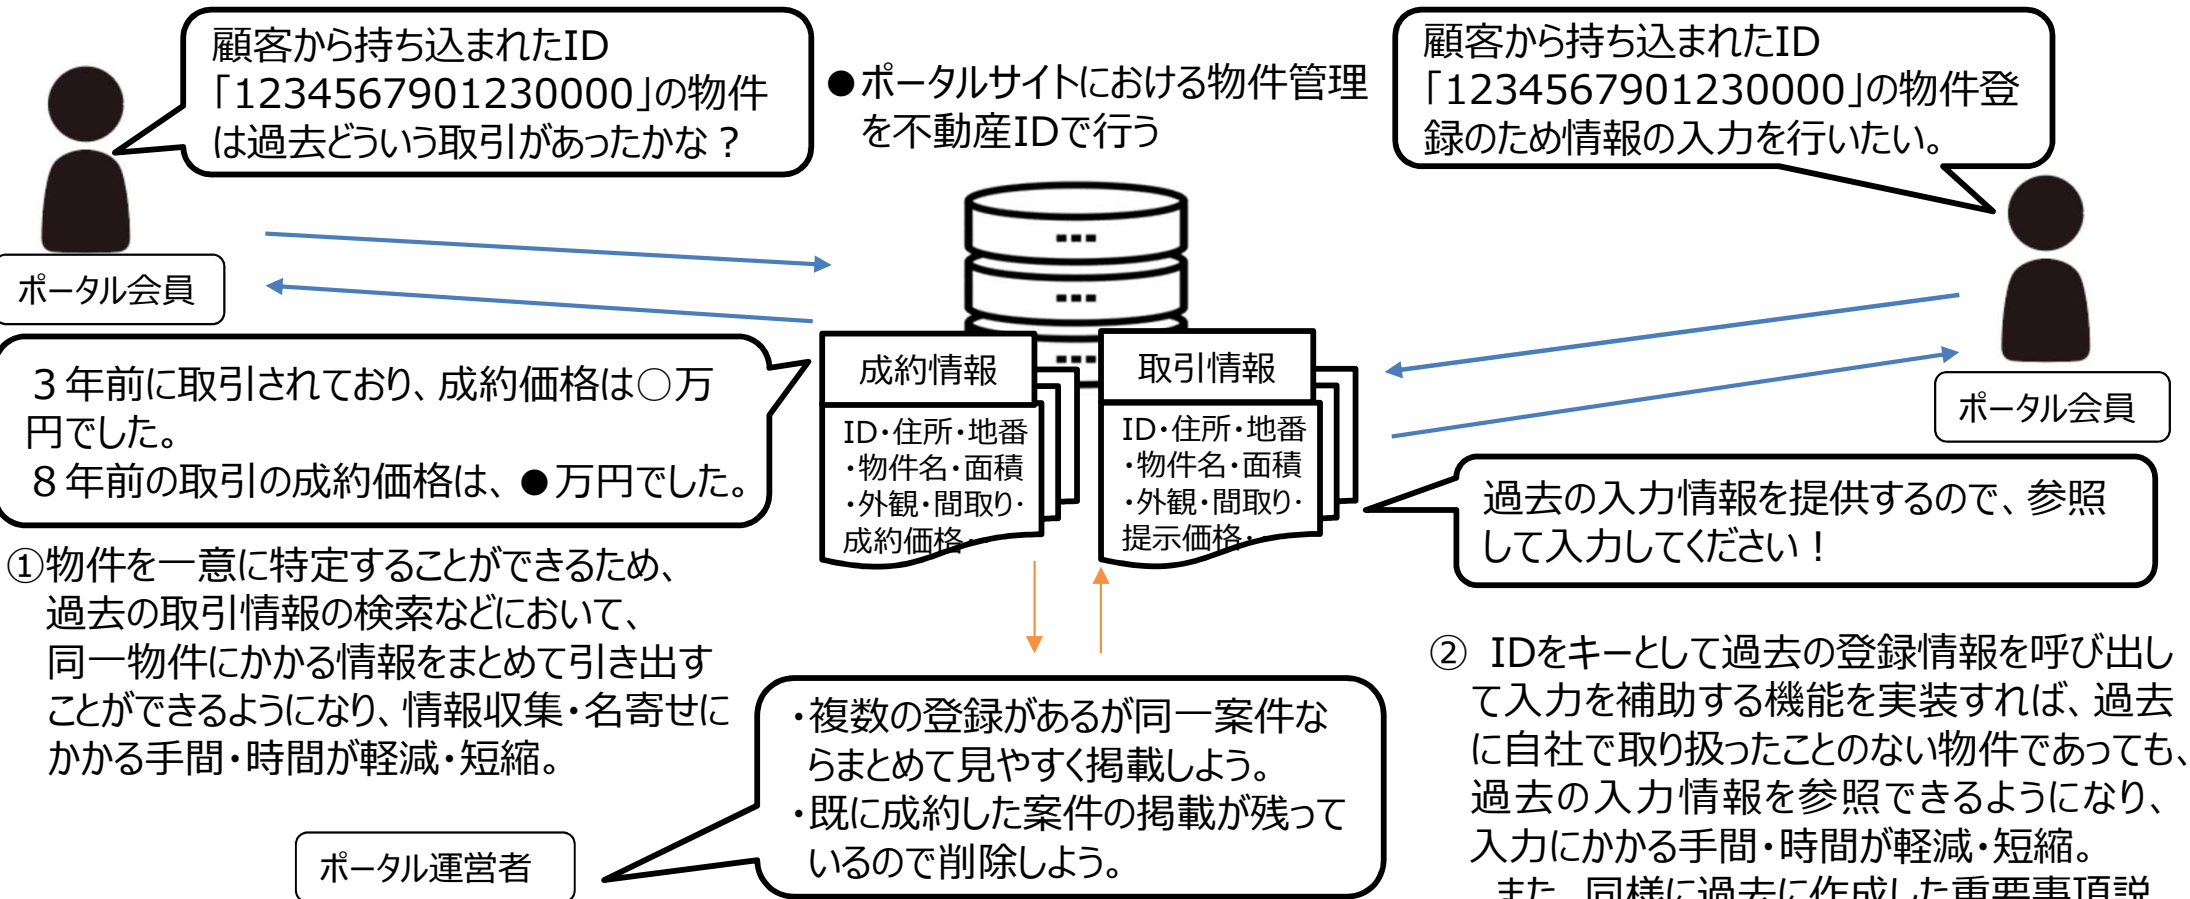 顧客から持ち込まれたID
「1234567901230000」の物件
は過去どういう取引があったかな？
●ポータルサイトにおける物件管理
を不動産IDで行う
顧客から持ち込まれたID
「1234567901230000」の物件登
録のため情報の入力を行いたい。
ポータル会員
ポータル会員
３年前に取引されており、成約価格は○万
円でした。
８年前の取引の成約価格は、●万円でした。
成約情報
ID・住所・地番
・物件名・面積
・外観・間取り・
成約価格・
取引情報
ID・住所・地番
・物件名・面積
・外観・間取り・
提示価格・
過去の入力情報を提供するので、参照
して入力してください！
①物件を一意に特定することができるため、
過去の取引情報の検索などにおいて、
同一物件にかかる情報をまとめて引き出す
ことができるようになり、情報収集・名寄せに
かかる手間・時間が軽減・短縮。
② IDをキーとして過去の登録情報を呼び出し
て入力を補助する機能を実装すれば、過去
に自社で取り扱ったことのない物件であっても、
過去の入力情報を参照できるようになり、
入力にかかる手間・時間が軽減・短縮。
また、同様に過去に作成した重要事項説
・複数の登録があるが同一案件な
らまとめて見やすく掲載しよう。
・既に成約した案件の掲載が残って
いるので削除しよう。
ポータル運営者